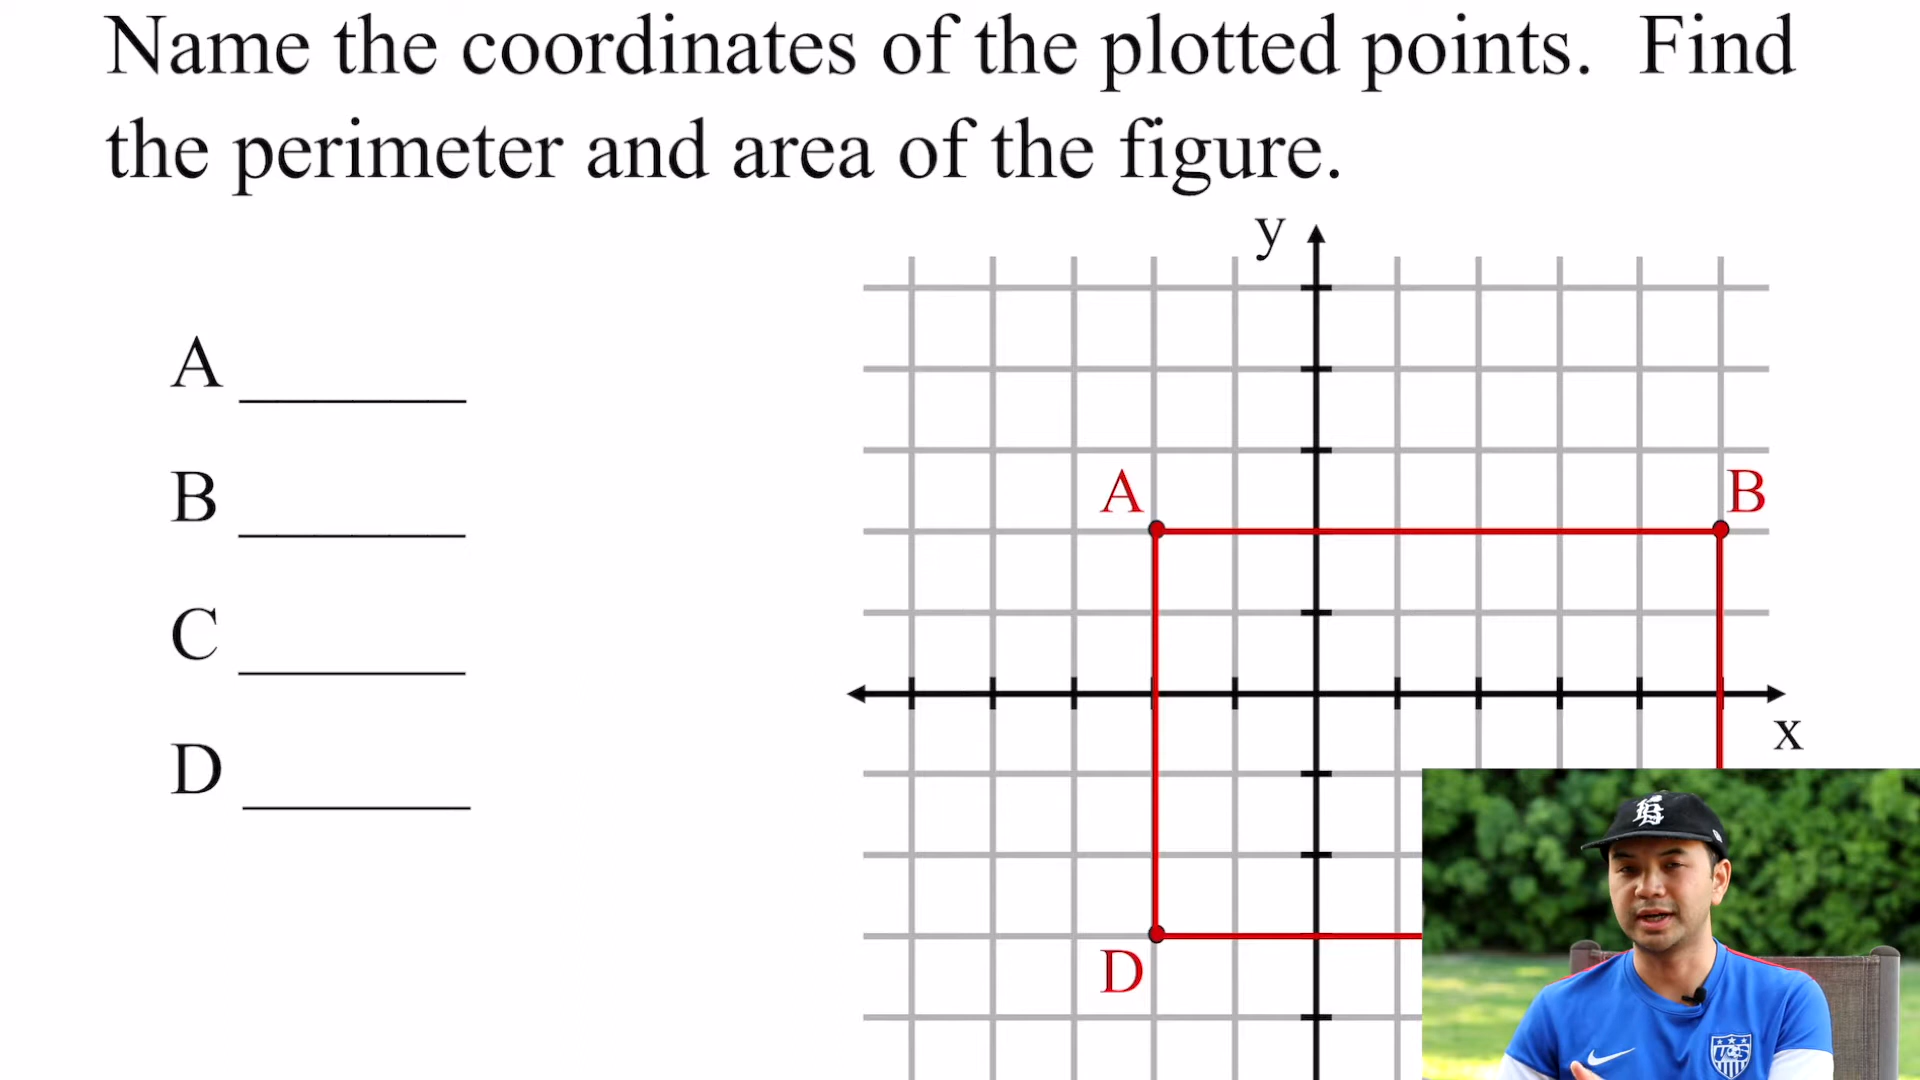 Name the coordinates of the plotted points. Find
the perimeter and area of the figure.
y
A
A
B
B
C
x
D
D